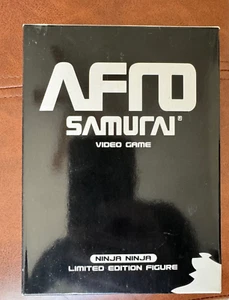 AFRO
SAMURAI®
VIDEO GAME
NINJA NINJA
LIMITED EDITION FIGURE